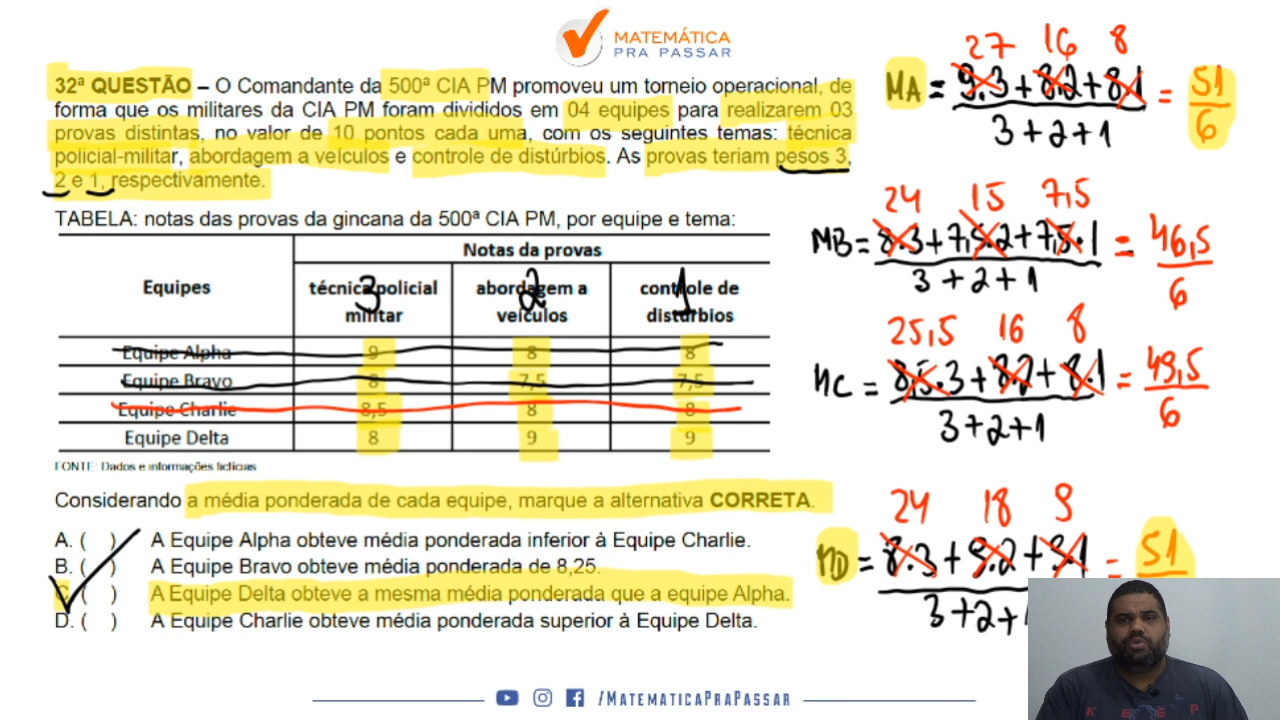 MATEMÁTICA
PRA PASSAR
32ª QUESTÃO – O Comandante da 500ª CIA PM promoveu um torneio operacional, de
forma que os militares da CIA PM foram divididos em 04 equipes para realizarem 03
provas distintas, no valor de 10 pontos cada uma, com os seguintes temas: técnica
policial-militar, abordagem a veículos e controle de distúrbios. As provas teriam pesos 3,
2 e 1, respectivamente.
TABELA: notas das provas da gincana da 500ª CIA PM, por equipe e tema:
Notas da provas
Equipes técnica policial militar abordagem a veículos controle de distúrbios
3 2 1
Equipe Alpha 9 8 8
Equipe Bravo 8 7,5 7,5
Equipe Charlie 8,5 8 8
Equipe Delta 8 9 9
FONTE: Dados e informações fictícias
Considerando a média ponderada de cada equipe, marque a alternativa CORRETA.
A. ( ) A Equipe Alpha obteve média ponderada inferior à Equipe Charlie.
B. ( ) A Equipe Bravo obteve média ponderada de 8,25.
C. ( ) A Equipe Delta obteve a mesma média ponderada que a equipe Alpha.
D. ( ) A Equipe Charlie obteve média ponderada superior à Equipe Delta.
27 16 8
MA = 9.3+8.2+8.1 = 51
3+2+1 6
24 15 7,5
MB = 8.3+7,5.2+7,5.1 = 46,5
3+2+1 6
25,5 16 8
MC = 8,5.3+8.2+8.1 = 49,5
3+2+1 6
24 18 9
MD = 8.3+9.2+9.1 = 51
3+2+
/MATEMATICAPRAPASSAR